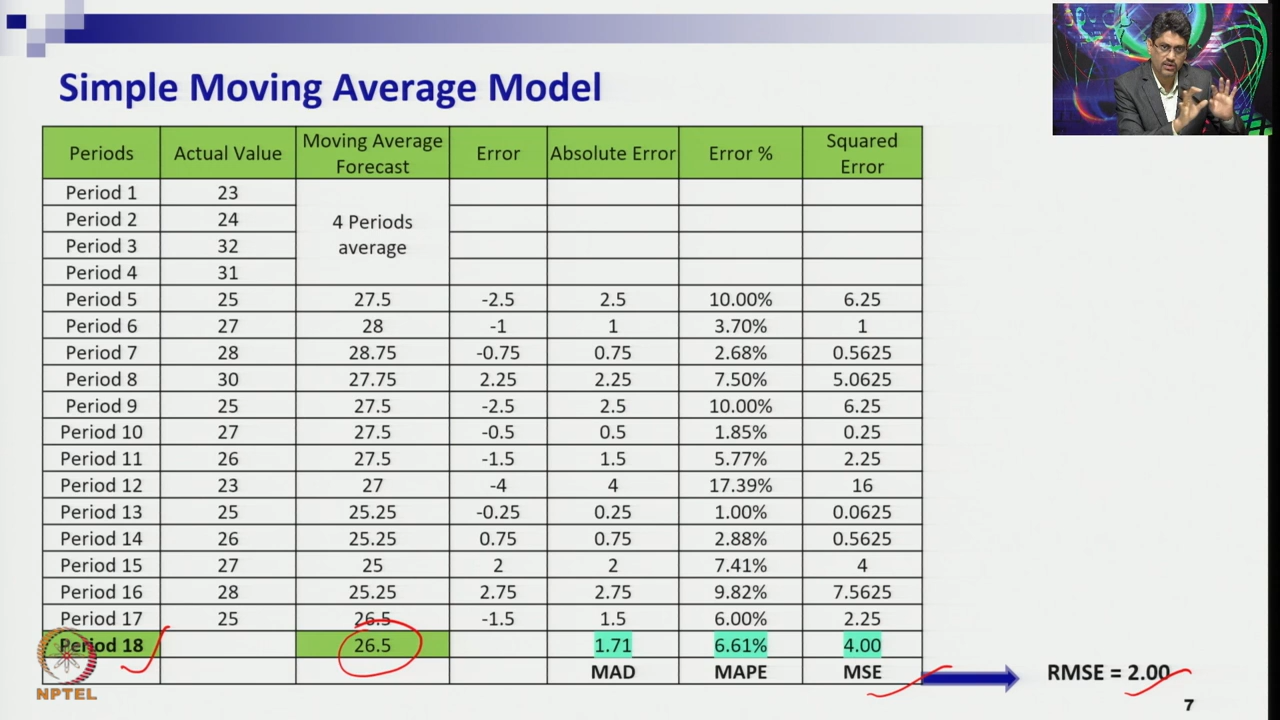 Simple Moving Average Model
Periods Actual Value Moving Average Forecast Error Absolute Error Error % Squared Error
Period 1 23
Period 2 24
4 Periods average
Period 3 32
Period 4 31
Period 5 25 27.5 -2.5 2.5 10.00% 6.25
Period 6 27 28 -1 1 3.70% 1
Period 7 28 28.75 -0.75 0.75 2.68% 0.5625
Period 8 30 27.75 2.25 2.25 7.50% 5.0625
Period 9 25 27.5 -2.5 2.5 10.00% 6.25
Period 10 27 27.5 -0.5 0.5 1.85% 0.25
Period 11 26 27.5 -1.5 1.5 5.77% 2.25
Period 12 23 27 -4 4 17.39% 16
Period 13 25 25.25 -0.25 0.25 1.00% 0.0625
Period 14 26 25.25 0.75 0.75 2.88% 0.5625
Period 15 27 25 2 2 7.41% 4
Period 16 28 25.25 2.75 2.75 9.82% 7.5625
Period 17 25 26.5 -1.5 1.5 6.00% 2.25
Period 18 26.5 1.71 6.61% 4.00
MAD MAPE MSE RMSE = 2.00
NPTEL
7